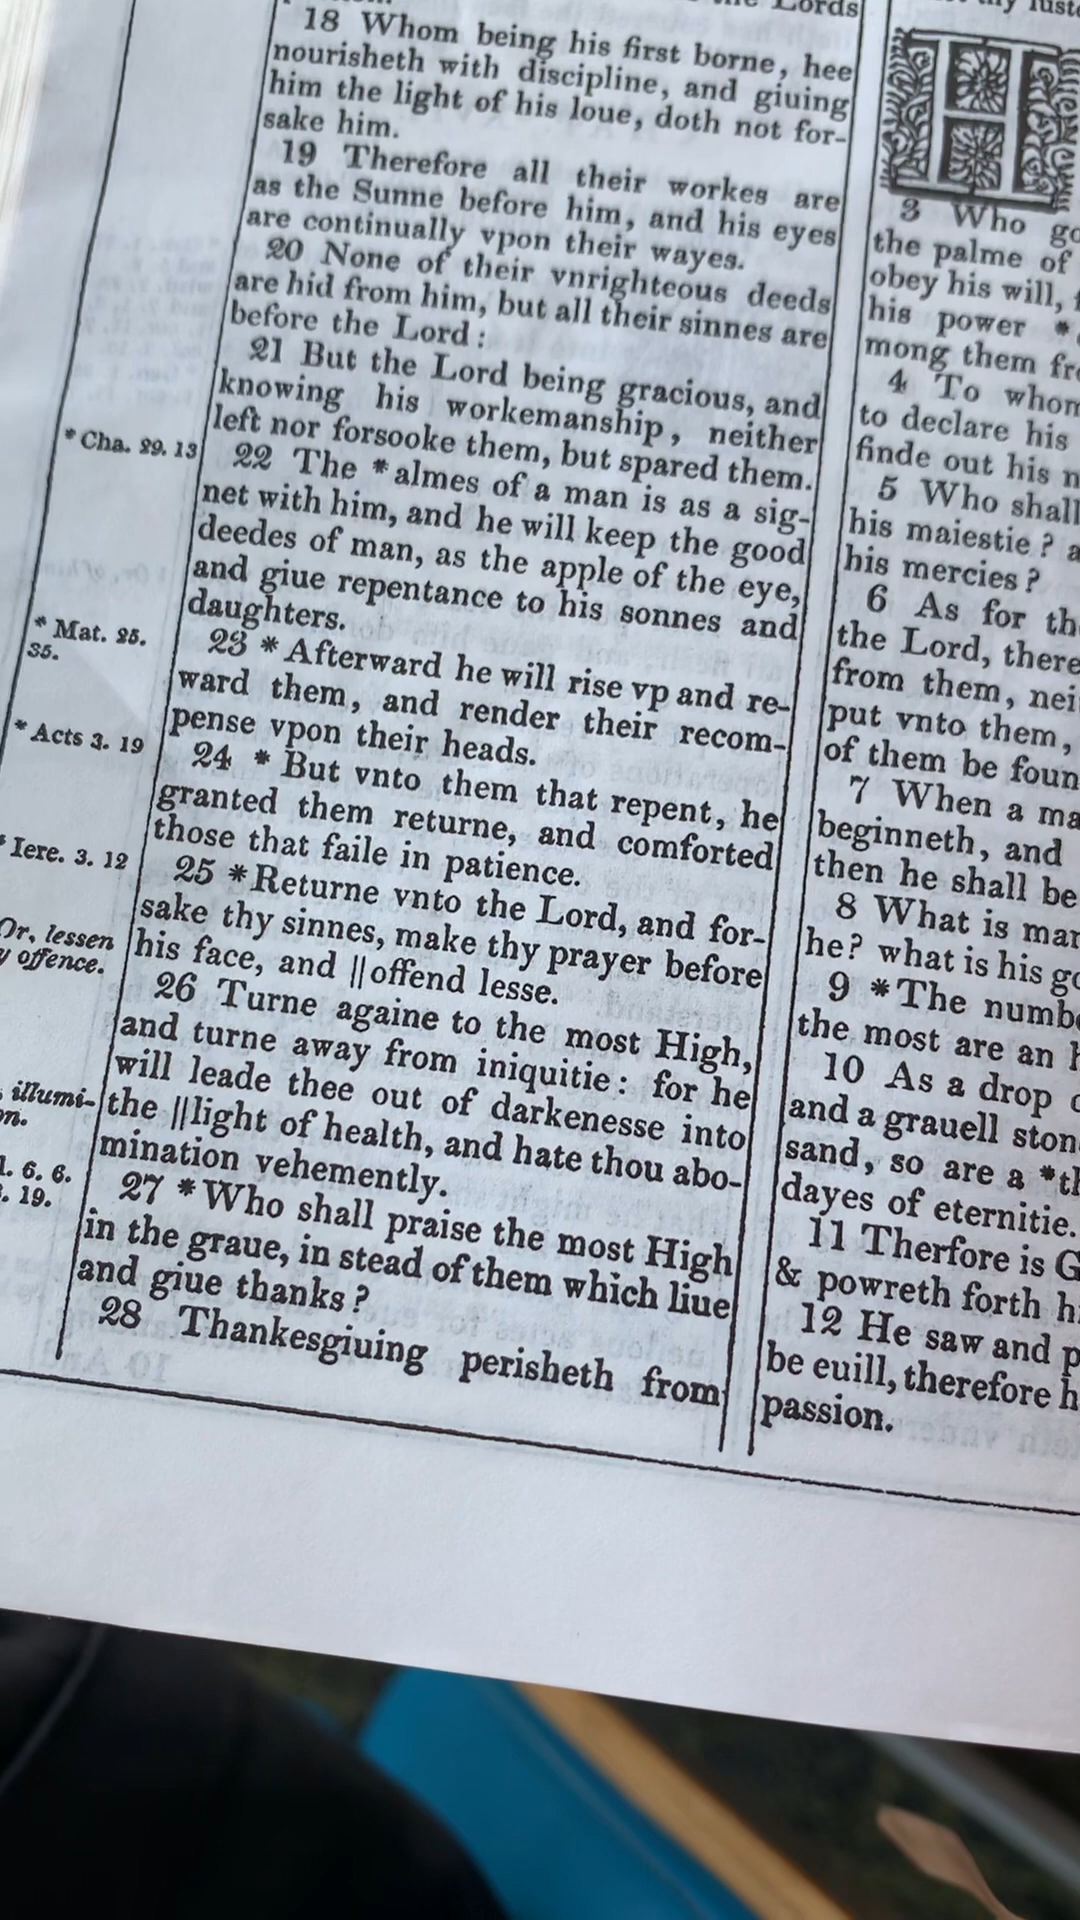 Lords
18 Whom being his first borne, hee
nourisheth with discipline, and giuing
him the light of his loue, doth not for-
sake him.
19 Therefore all their workes are
as the Sunne before him, and his eyes
are continually vpon their wayes.
20 None of their vnrighteous deeds
are hid from him, but all their sinnes are
before the Lord :
21 But the Lord being gracious, and
knowing his workemanship, neither
left nor forsooke them, but spared them.
* Cha. 29. 13
22 The * almes of a man is as a sig-
net with him, and he will keep the good
deedes of man, as the apple of the eye,
and giue repentance to his sonnes and
daughters.
* Mat. 25.
35.
23 * Afterward he will rise vp and re-
ward them, and render their recom-
pense vpon their heads.
* Acts 3. 19
24 * But vnto them that repent, he
granted them returne, and comforted
those that faile in patience.
* Iere. 3. 12
25 * Returne vnto the Lord, and for-
sake thy sinnes, make thy prayer before
his face, and || offend lesse.
Or, lessen
y offence.
26 Turne againe to the most High,
and turne away from iniquitie : for he
will leade thee out of darkenesse into
the || light of health, and hate thou abo-
mination vehemently.
illumi-
on.
l. 6. 6.
. 19.
27 * Who shall praise the most High
in the graue, in stead of them which liue
and giue thanks ?
28 Thankesgiuing perisheth from
H
3 Who go
the palme of
obey his will,
his power *
mong them fro
4 To whom
to declare his
finde out his n
5 Who shall
his maiestie ? a
his mercies ?
6 As for th
the Lord, there
from them, nei
put vnto them,
of them be foun
7 When a ma
beginneth, and
then he shall be
8 What is man
he? what is his go
9 * The numbe
the most are an h
10 As a drop o
and a grauell ston
sand, so are a * th
dayes of eternitie.
11 Therfore is G
& powreth forth hi
12 He saw and p
be euill, therefore h
passion.